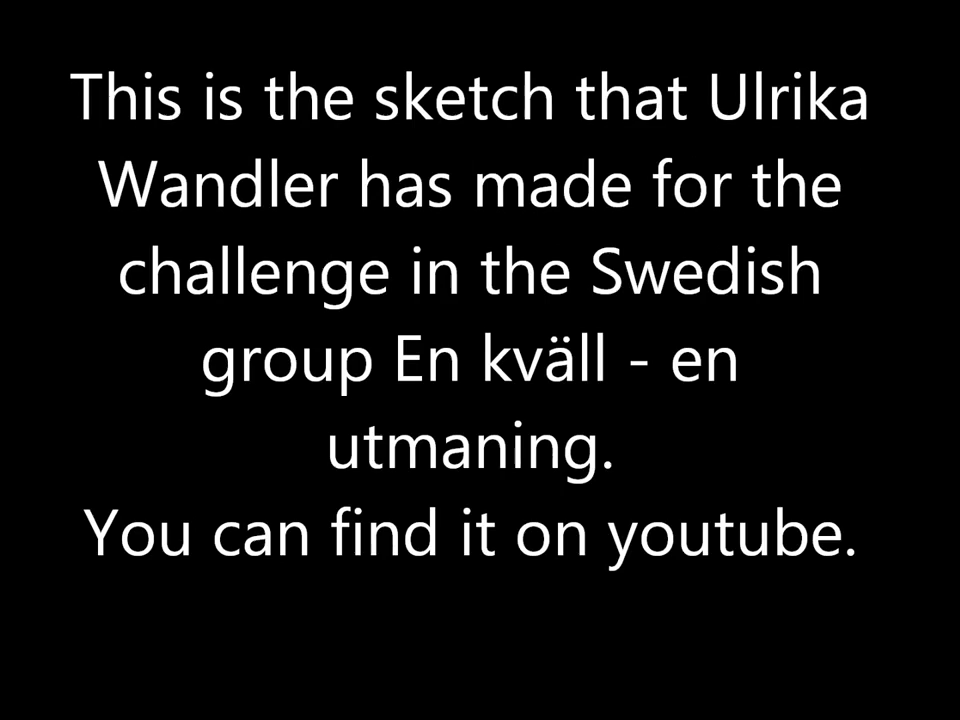 This is the sketch that Ulrika
Wandler has made for the
challenge in the Swedish
group En kväll - en
utmaning.
You can find it on youtube.